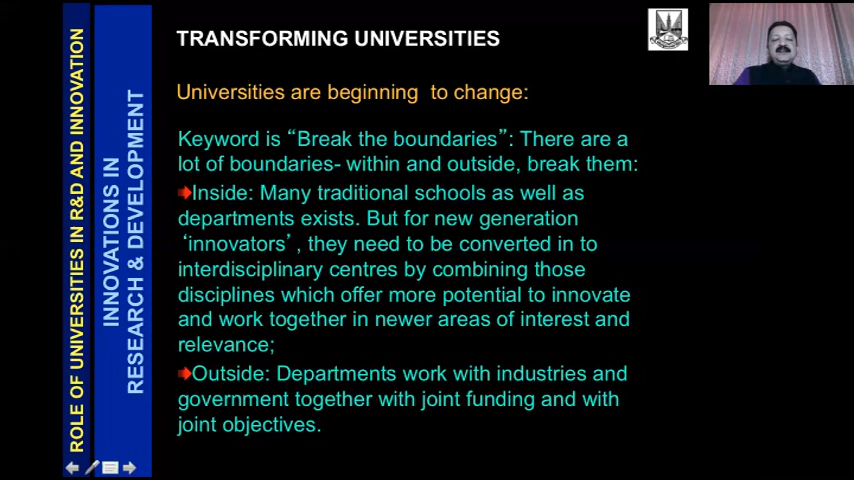 TRANSFORMING UNIVERSITIES
Universities are beginning to change:
Keyword is “Break the boundaries”: There are a
lot of boundaries- within and outside, break them:
Inside: Many traditional schools as well as
departments exists. But for new generation
‘innovators’, they need to be converted in to
interdisciplinary centres by combining those
disciplines which offer more potential to innovate
and work together in newer areas of interest and
relevance;
Outside: Departments work with industries and
government together with joint funding and with
joint objectives.
ROLE OF UNIVERSITIES IN R&D AND INNOVATION
INNOVATIONS IN
RESEARCH & DEVELOPMENT